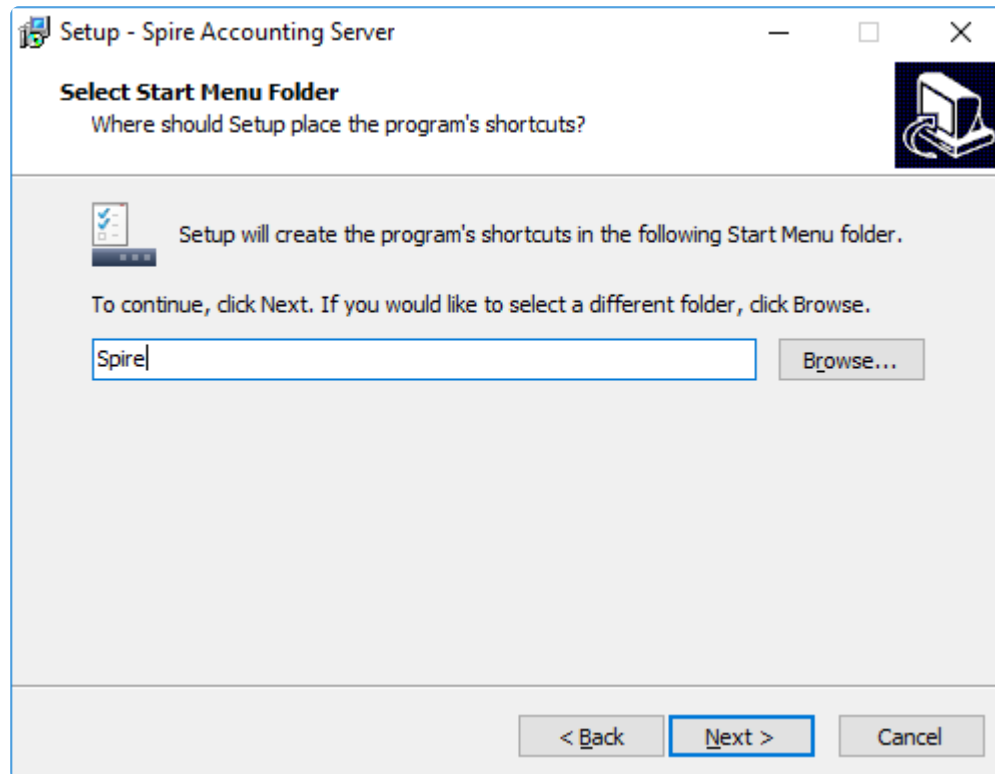 Setup - Spire Accounting Server
Select Start Menu Folder
Where should Setup place the program's shortcuts?
Setup will create the program's shortcuts in the following Start Menu folder.
To continue, click Next. If you would like to select a different folder, click Browse.
Spire
Browse...
< Back
Next >
Cancel